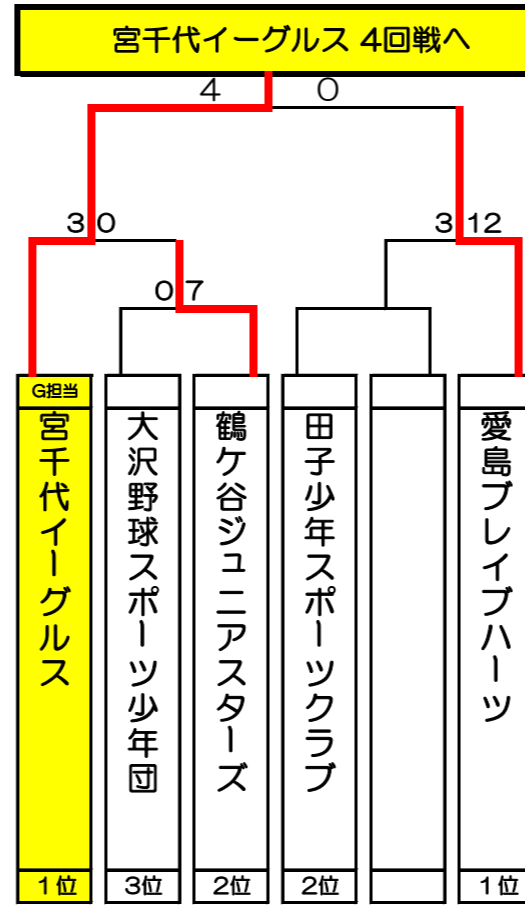 宮千代イーグルス 4回戦へ
4 0
3 0
3 12
0 7
G担当
宮千代イーグルス
大沢野球スポーツ少年団
鶴ケ谷ジュニアスターズ
田子少年スポーツクラブ
愛島ブレイブハーツ
1位
3位
2位
2位
1位